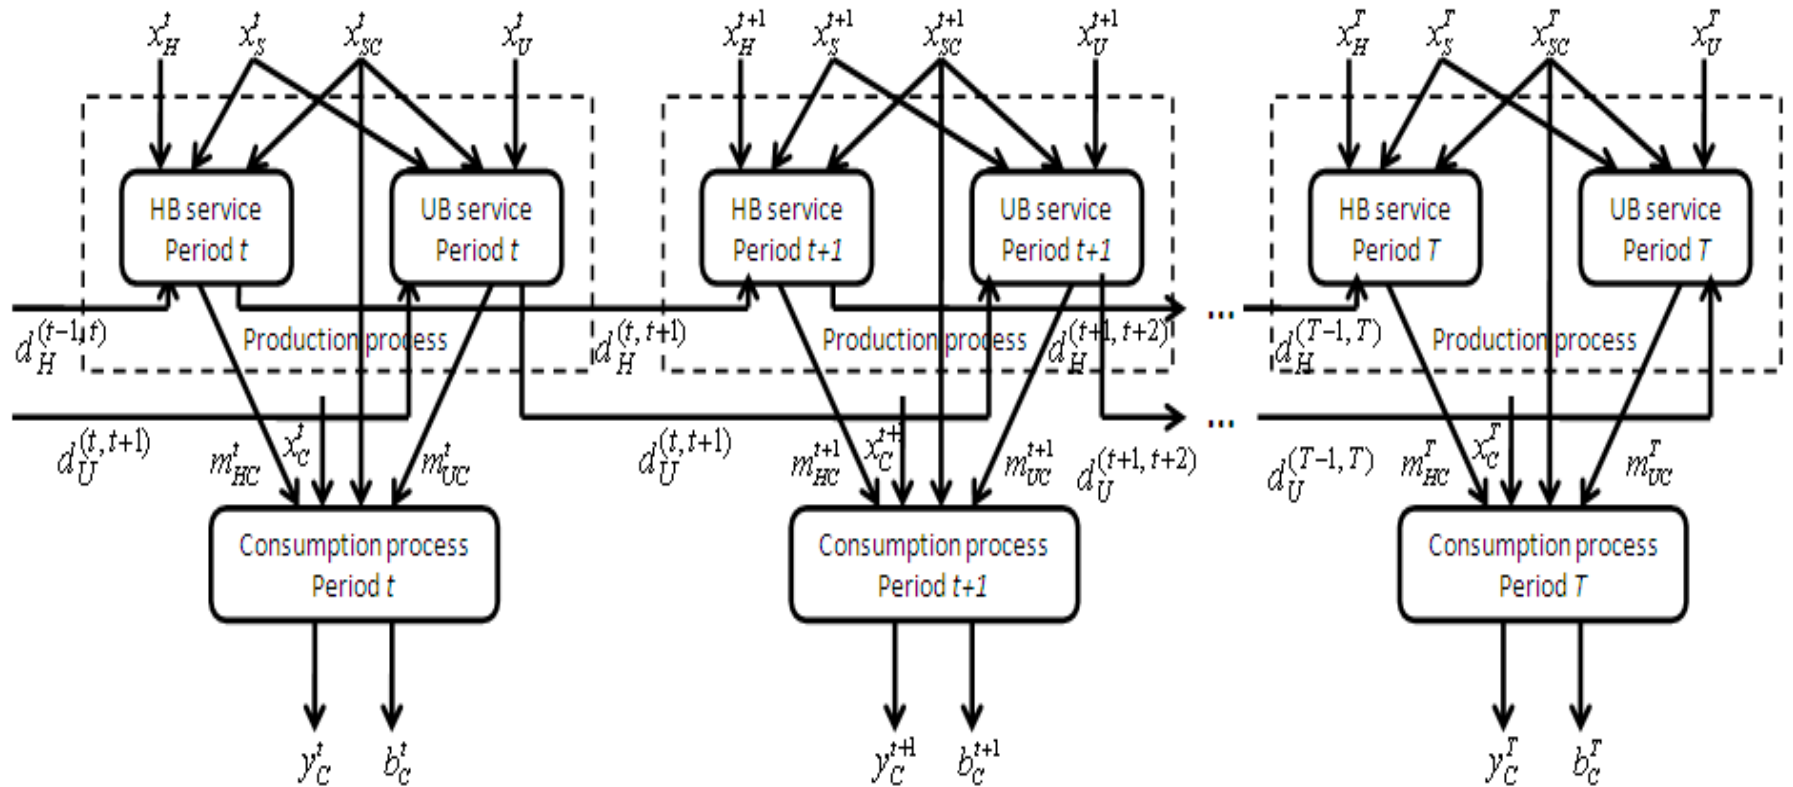 x_H^t x_S^t x_SC^t x_U^t x_H^{t+1} x_S^{t+1} x_SC^{t+1} x_U^{t+1} x_H^T x_S^T x_SC^T x_U^T
HB service UB service HB service UB service HB service UB service
Period t Period t Period t+1 Period t+1 Period T Period T
... 
d_H^{(t-1,t)} Production process d_H^{(t,t+1)} Production process d_H^{(t+1,t+2)} d_H^{(T-1,T)} Production process
...
d_U^{(t,t+1)} m_HC^t x_C^t m_UC^t d_U^{(t,t+1)} m_HC^{t+1} x_C^{t+1} m_UC^{t+1} d_U^{(t+1,t+2)} d_U^{(T-1,T)} m_HC^T x_C^T m_UC^T
Consumption process Consumption process Consumption process
Period t Period t+1 Period T
y_C^t b_C^t y_C^{t+1} b_C^{t+1} y_C^T b_C^T